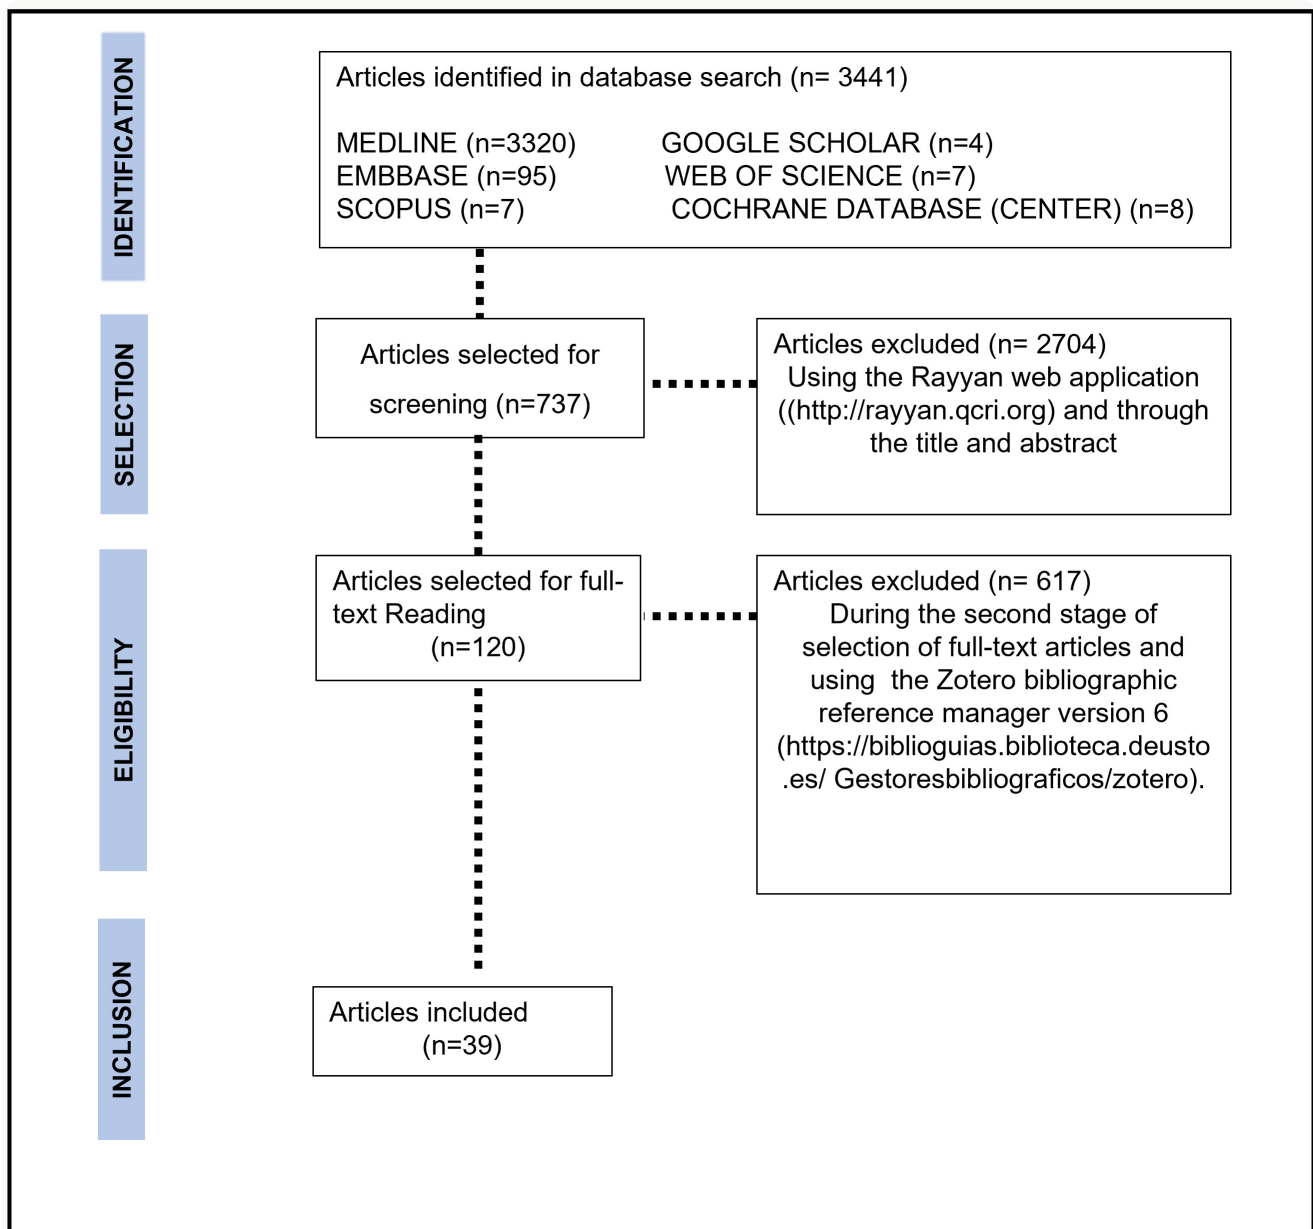 IDENTIFICATION
Articles identified in database search (n= 3441)
MEDLINE (n=3320) GOOGLE SCHOLAR (n=4)
EMBBASE (n=95) WEB OF SCIENCE (n=7)
SCOPUS (n=7) COCHRANE DATABASE (CENTER) (n=8)
SELECTION
Articles selected for
screening (n=737)
Articles excluded (n= 2704)
Using the Rayyan web application
((http://rayyan.qcri.org) and through
the title and abstract
ELIGIBILITY
Articles selected for full-
text Reading
(n=120)
Articles excluded (n= 617)
During the second stage of
selection of full-text articles and
using the Zotero bibliographic
reference manager version 6
(https://biblioguias.biblioteca.deusto
.es/ Gestoresbibliograficos/zotero).
INCLUSION
Articles included
(n=39)